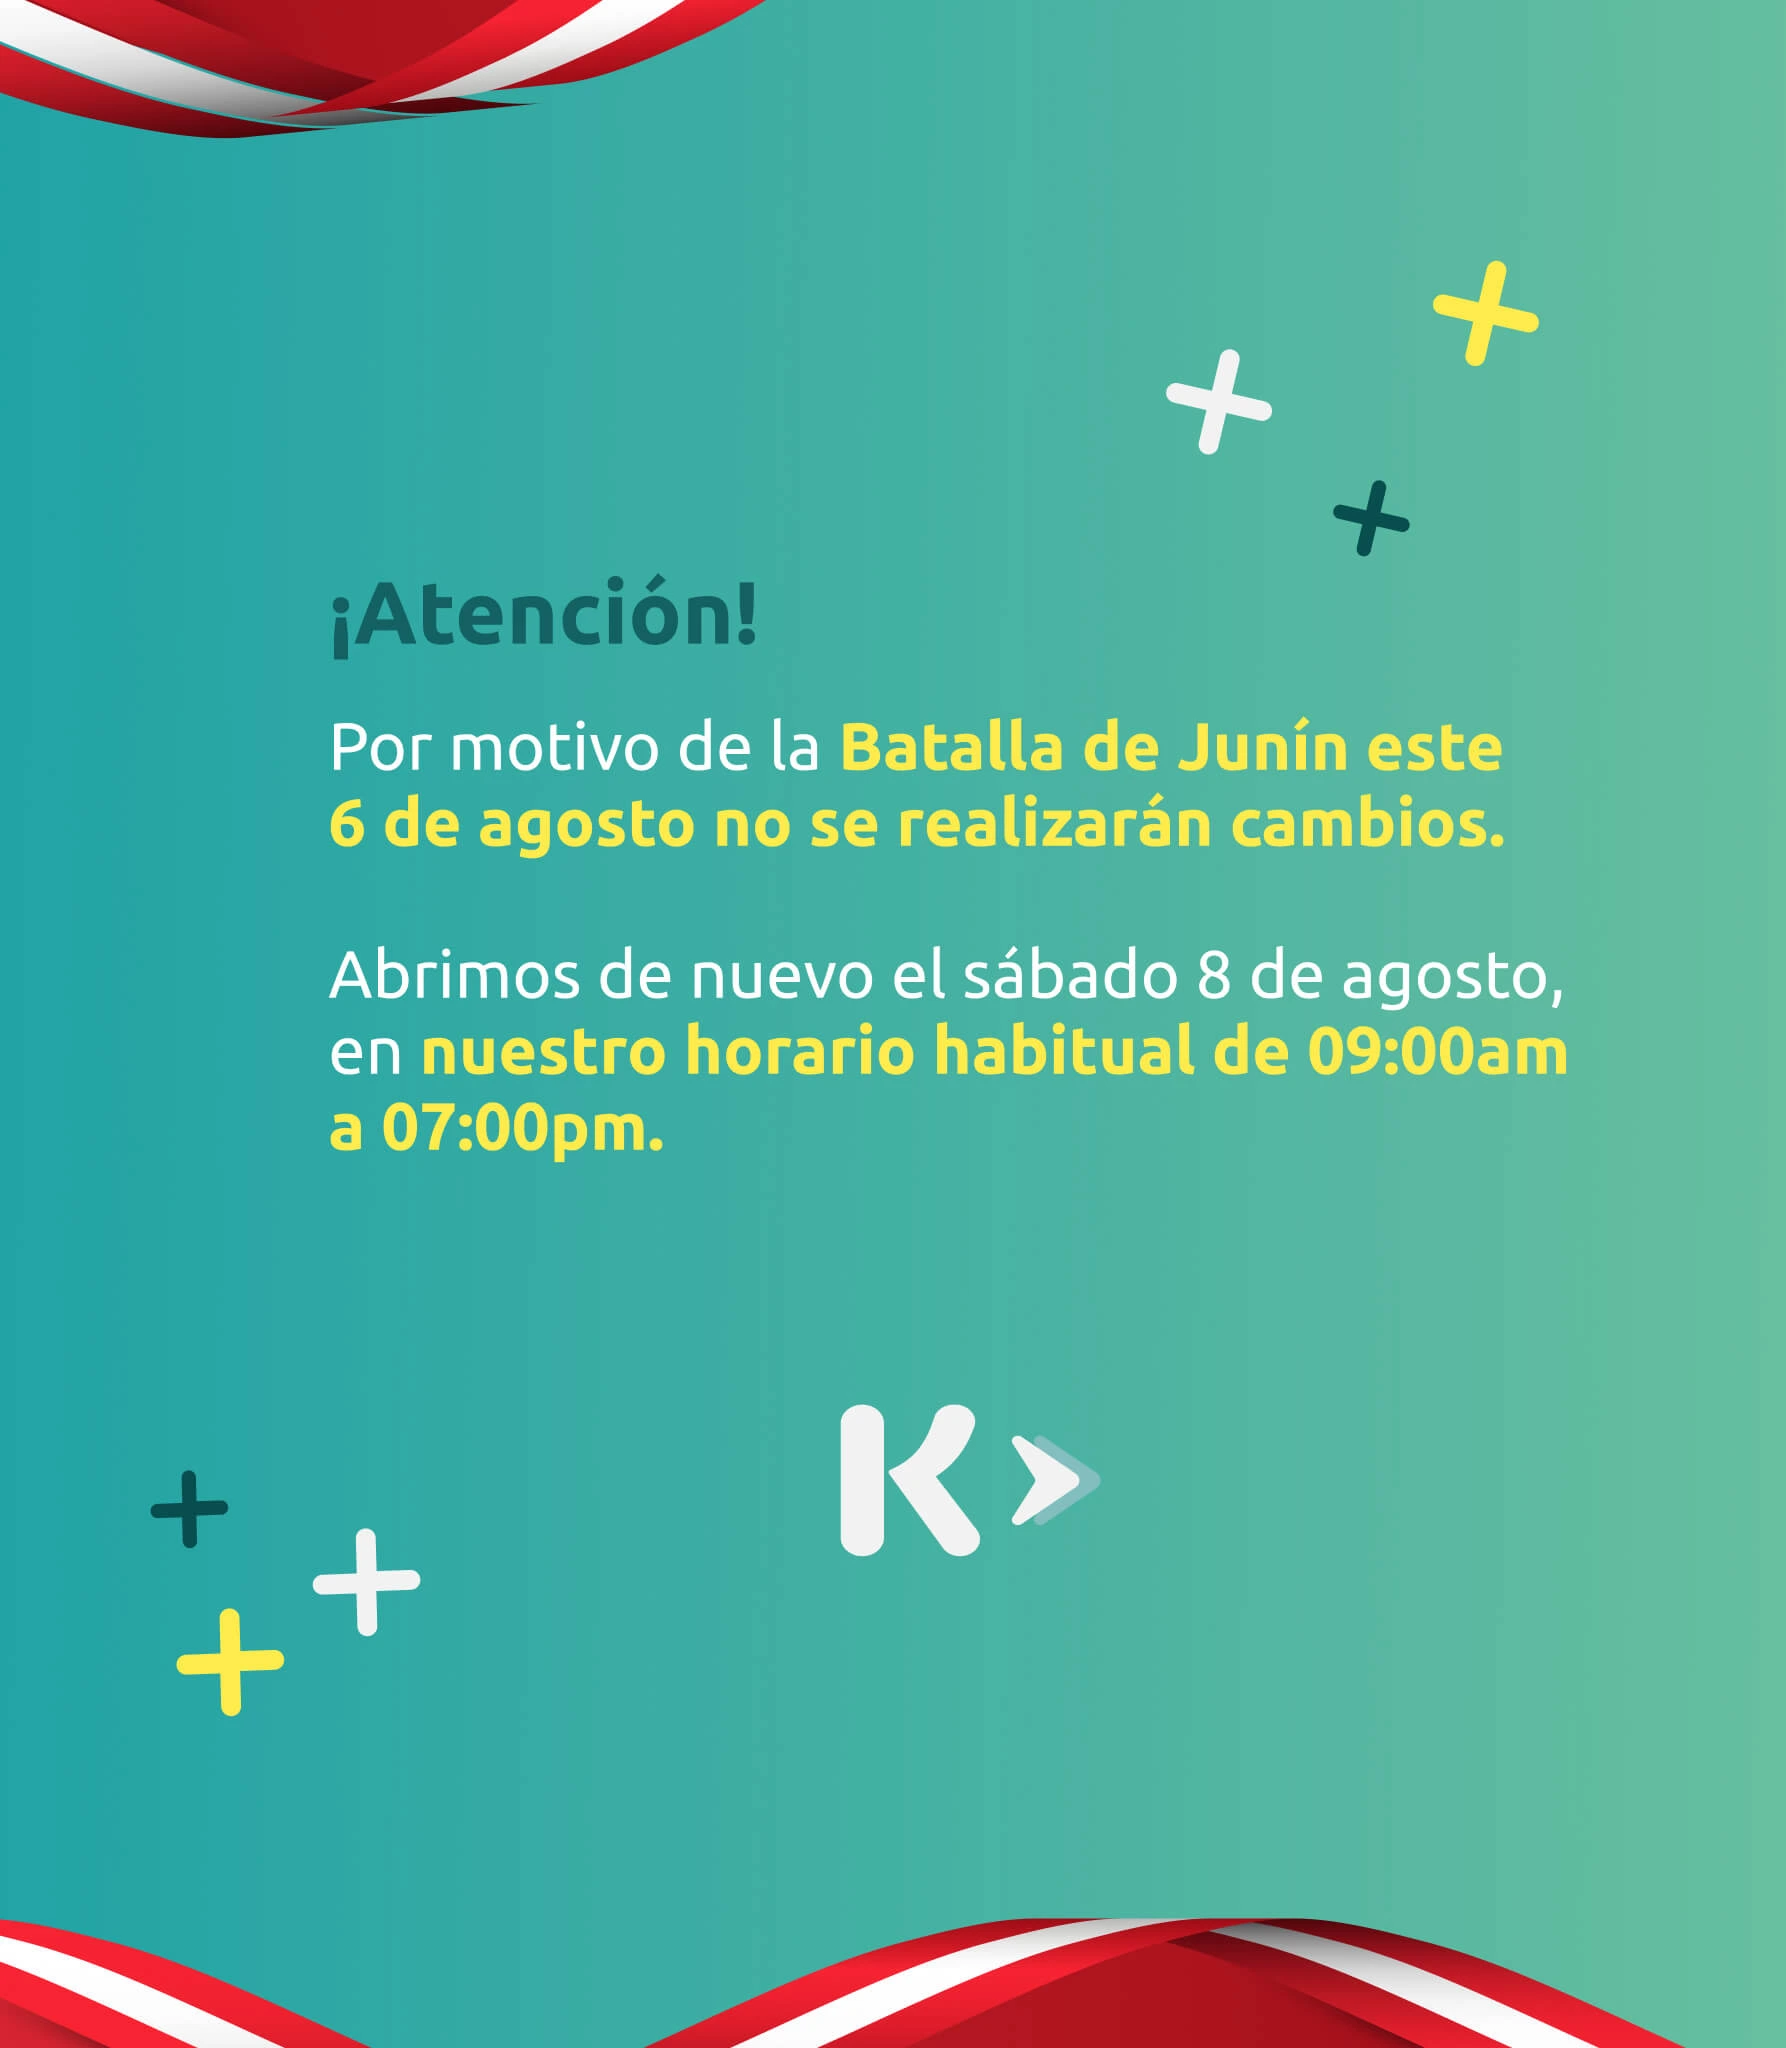 ¡Atención!
Por motivo de la Batalla de Junín este
6 de agosto no se realizarán cambios.
Abrimos de nuevo el sábado 8 de agosto,
en nuestro horario habitual de 09:00am
a 07:00pm.
K